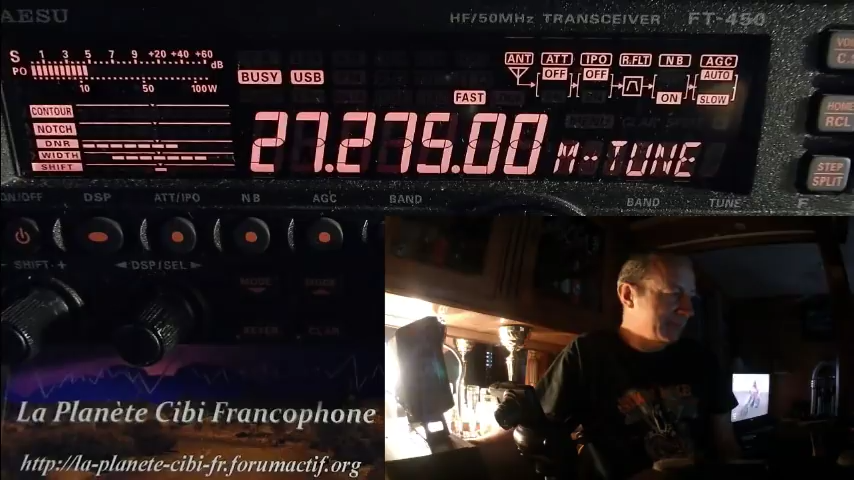 AESU HF/50MHz TRANSCEIVER FT-450
S 1 3 5 7 9 +20 +40 +60 dB
PO 10 50 100W
BUSY USB
ANT ATT IPO R.FLT NB AGC
OFF OFF AUTO
ON SLOW
FAST
CONTOUR
NOTCH
DNR
WIDTH
SHIFT
27.275.00 M-TUNE
HOME
RCL
STEP
SPLIT
ON/OFF DSP ATT/IPO NB AGC BAND BAND TUNE F
- SHIFT + ◄DSP/SEL►
MODE MODE
La Planète Cibi Francophone
http://la-planete-cibi-fr.forumactif.org